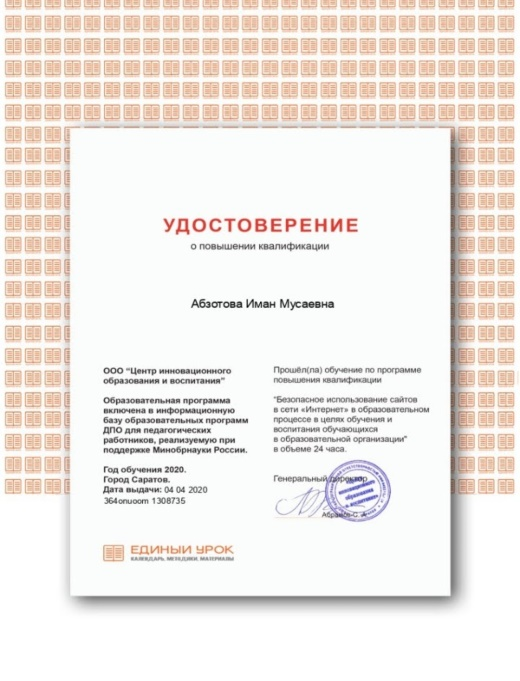 УДОСТОВЕРЕНИЕ
о повышении квалификации
Абзотова Иман Мусаевна
ООО "Центр инновационного
образования и воспитания"
Образовательная программа
включена в информационную
базу образовательных программ
ДПО для педагогических
работников, реализуемую при
поддержке Минобрнауки России.
Год обучения 2020.
Город Саратов.
Дата выдачи: 04 04 2020
364onuoom 1308735
Прошёл(ла) обучение по программе
повышения квалификации
"Безопасное использование сайтов
в сети «Интернет» в образовательном
процессе в целях обучения и
воспитания обучающихся
в образовательной организации"
в объеме 24 часа.
Генеральный директор
Абрамов С. А
ЕДИНЫЙ УРОК
КАЛЕНДАРЬ, МЕТОДИКИ, МАТЕРИАЛЫ